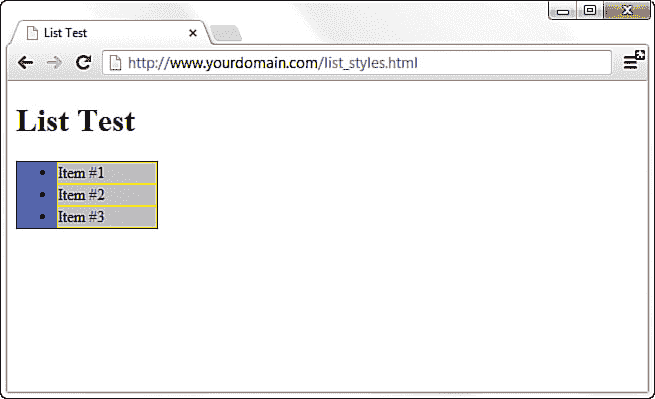 List Test
http://www.yourdomain.com/list_styles.html
List Test
• Item #1
• Item #2
• Item #3